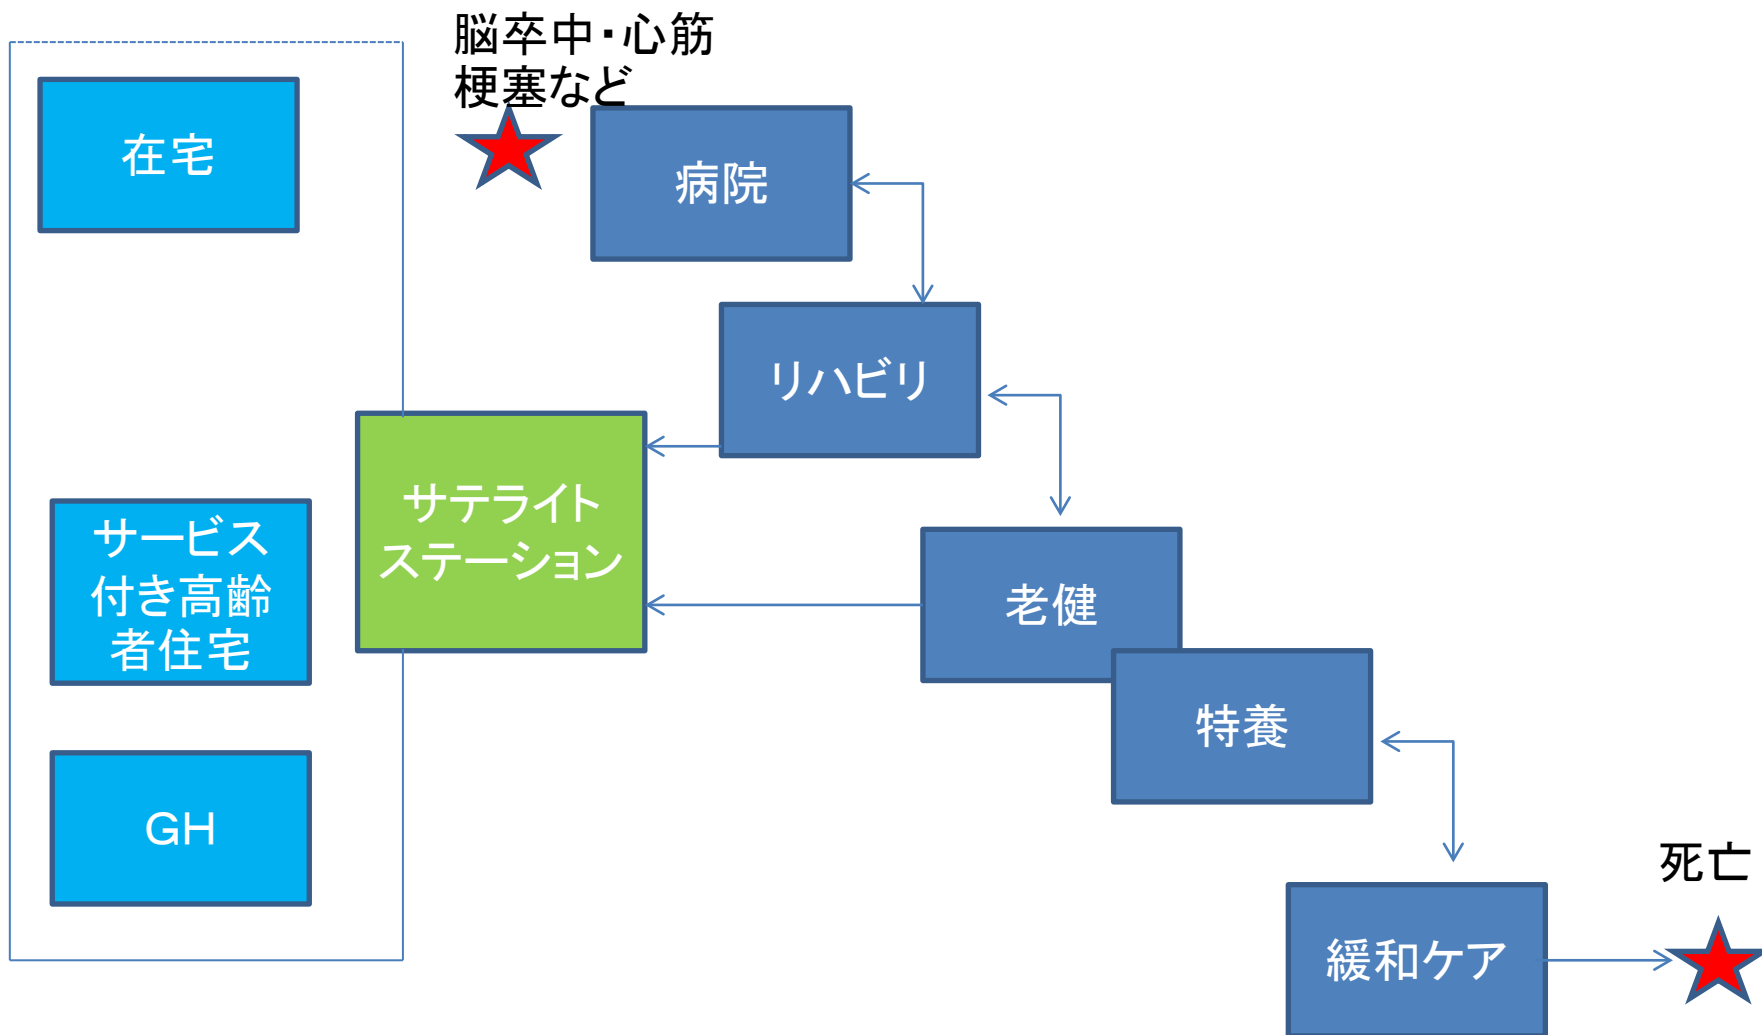 脳卒中・心筋
梗塞など
在宅
病院
リハビリ
サテライト
ステーション
サービス
付き高齢
者住宅
老健
特養
GH
死亡
緩和ケア